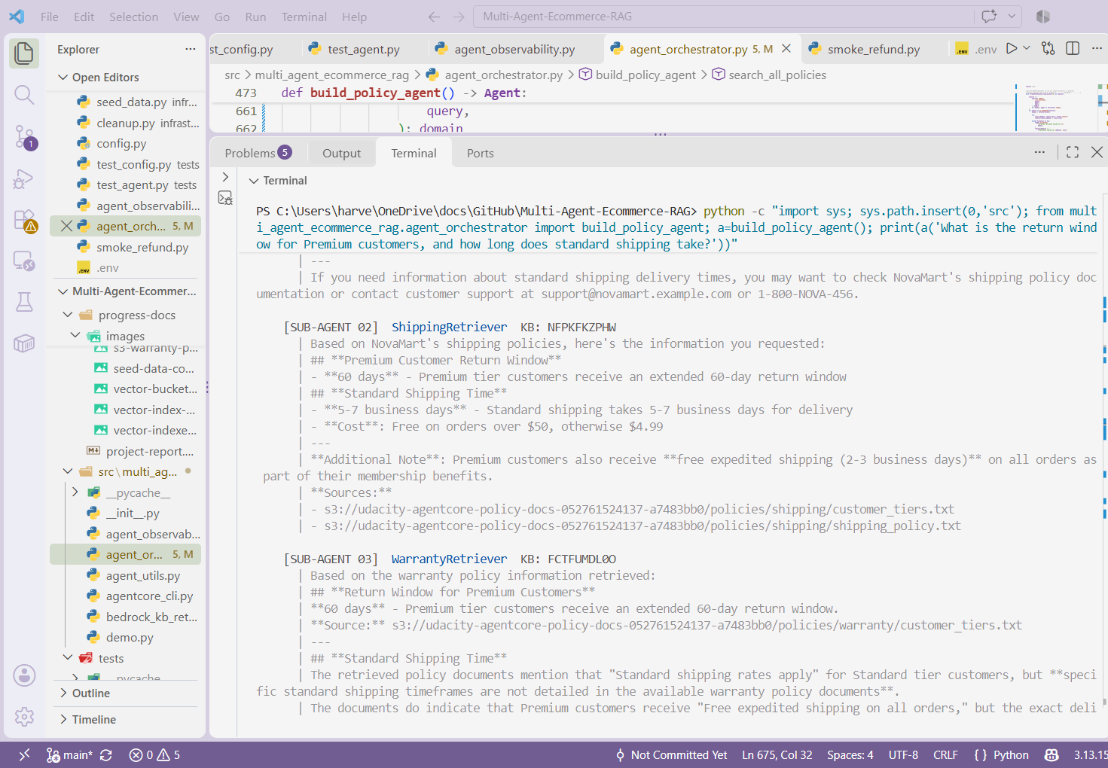 File Edit Selection View Go Run Terminal Help
Multi-Agent-Ecommerce-RAG
Explorer
Open Editors
seed_data.py infr...
cleanup.py infrast...
config.py
test_config.py tests
test_agent.py tests
agent_observabili...
agent_orch... 5, M
smoke_refund.py
.env
Multi-Agent-Ecommer...
progress-docs
images
s3-warranty-p...
seed-data-co...
vector-bucket...
vector-index-...
vector-indexe...
project-report....
src\multi_ag...
__pycache__
__init__.py
agent_observab...
agent_or... 5, M
agent_utils.py
agentcore_cli.py
bedrock_kb_ret...
demo.py
tests
__pycache__
Outline
Timeline
st_config.py test_agent.py agent_observability.py agent_orchestrator.py 5, M smoke_refund.py .env
src > multi_agent_ecommerce_rag > agent_orchestrator.py > build_policy_agent > search_all_policies
473 def build_policy_agent() -> Agent:
661 query,
662 ): domain
Problems 5 Output Terminal Ports
Terminal
PS C:\Users\harve\OneDrive\docs\GitHub\Multi-Agent-Ecommerce-RAG> python -c "import sys; sys.path.insert(0,'src'); from mult
i_agent_ecommerce_rag.agent_orchestrator import build_policy_agent; a=build_policy_agent(); print(a('What is the return wind
ow for Premium customers, and how long does standard shipping take?'))"
| ---
| If you need information about standard shipping delivery times, you may want to check NovaMart's shipping policy doc
umentation or contact customer support at support@novamart.example.com or 1-800-NOVA-456.
[SUB-AGENT 02] ShippingRetriever KB: NFPKFKZPHW
| Based on NovaMart's shipping policies, here's the information you requested:
| ## **Premium Customer Return Window**
| - **60 days** - Premium tier customers receive an extended 60-day return window
| ## **Standard Shipping Time**
| - **5-7 business days** - Standard shipping takes 5-7 business days for delivery
| - **Cost**: Free on orders over $50, otherwise $4.99
| ---
| **Additional Note**: Premium customers also receive **free expedited shipping (2-3 business days)** on all orders as
part of their membership benefits.
| **Sources:**
| - s3://udacity-agentcore-policy-docs-052761524137-a7483bb0/policies/shipping/customer_tiers.txt
| - s3://udacity-agentcore-policy-docs-052761524137-a7483bb0/policies/shipping/shipping_policy.txt
[SUB-AGENT 03] WarrantyRetriever KB: FCTFUMDL0O
| Based on the warranty policy information retrieved:
| ## **Return Window for Premium Customers**
| **60 days** - Premium tier customers receive an extended 60-day return window.
| **Source:** s3://udacity-agentcore-policy-docs-052761524137-a7483bb0/policies/warranty/customer_tiers.txt
| ---
| ## **Standard Shipping Time**
| The retrieved policy documents mention that "Standard shipping rates apply" for Standard tier customers, but **speci
fic standard shipping timeframes are not detailed in the available warranty policy documents**.
| The documents do indicate that Premium customers receive "Free expedited shipping on all orders," but the exact deli
main* 0 5 Not Committed Yet Ln 675, Col 32 Spaces: 4 UTF-8 CRLF { } Python 3.13.15